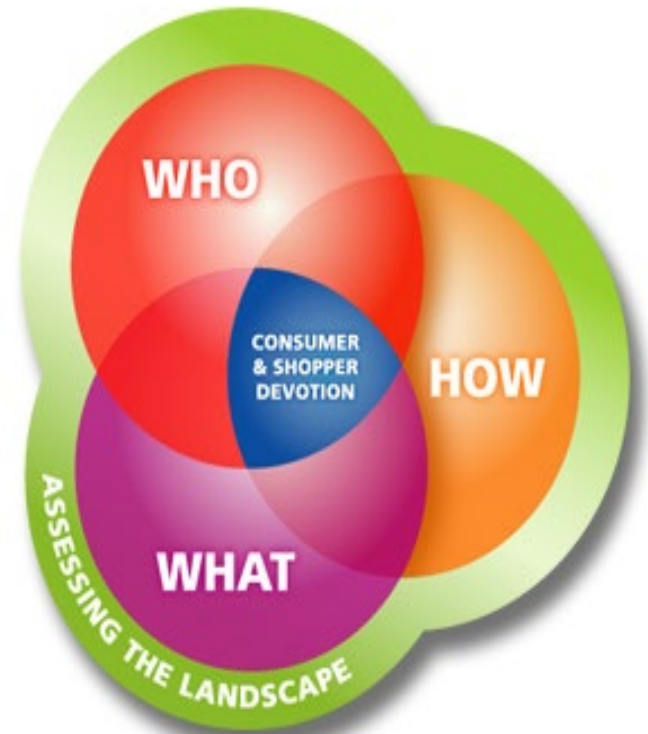 WHO
CONSUMER
& SHOPPER
DEVOTION
HOW
WHAT
ASSESSING THE LANDSCAPE